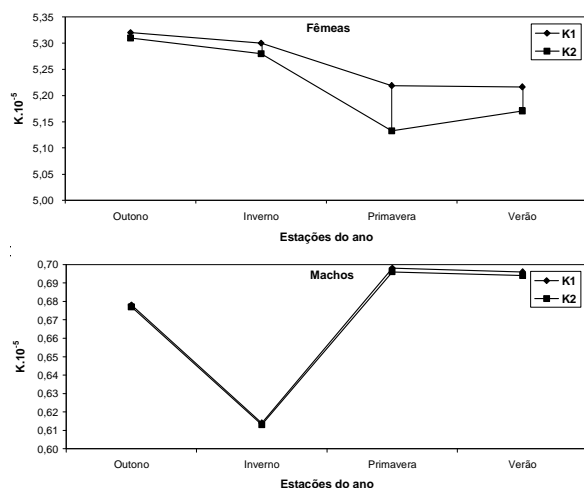 Fêmeas
K1
K2
5,35
5,30
5,25
5,20
5,15
5,10
5,05
5,00
K.10-5
Outono Inverno Primavera Verão
Estações do ano
Machos
K1
K2
0,70
0,69
0,68
0,67
0,66
0,65
0,64
0,63
0,62
0,61
0,60
K.10-5
Outono Inverno Primavera Verão
Estações do ano